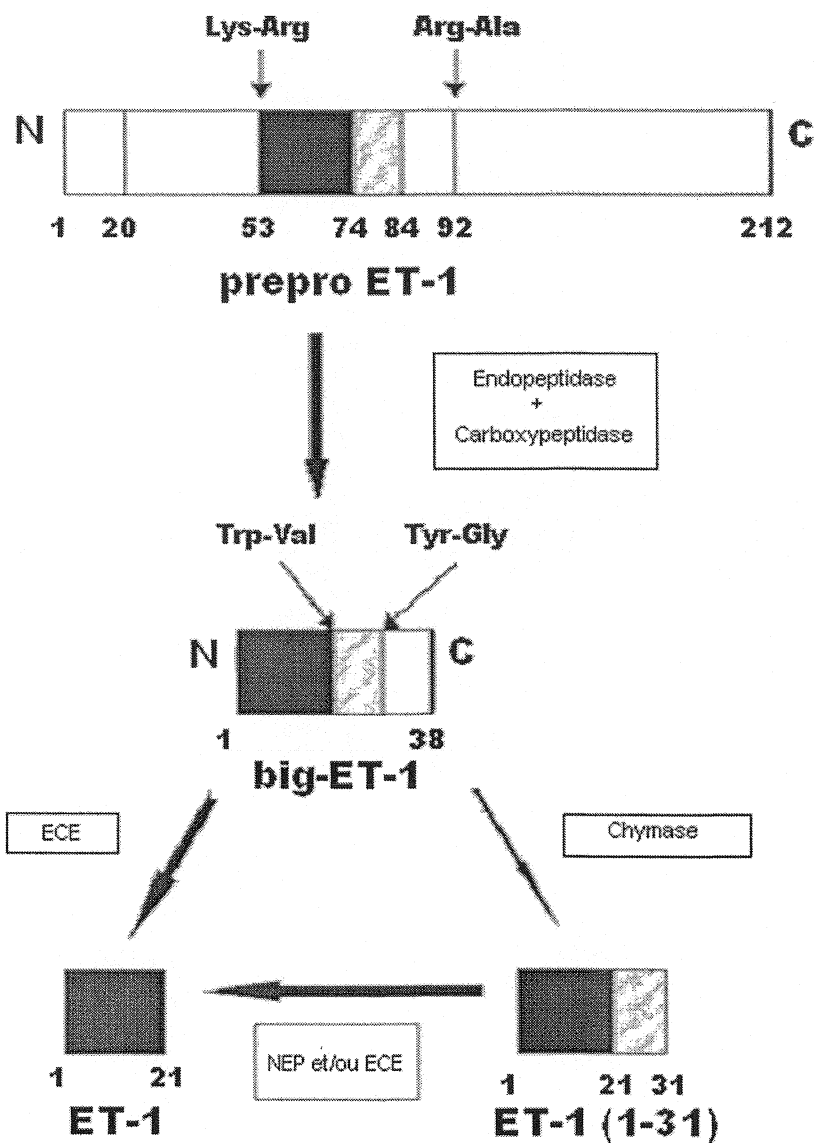 Lys-Arg Arg-Ala
N C
1 20 53 74 84 92 212
prepro ET-1
Endopeptidase
+
Carboxypeptidase
Trp-Val Tyr-Gly
N C
1 38
big-ET-1
ECE
Chymase
NEP et/ou ECE
1 21
ET-1
1 21 31
ET-1 (1-31)